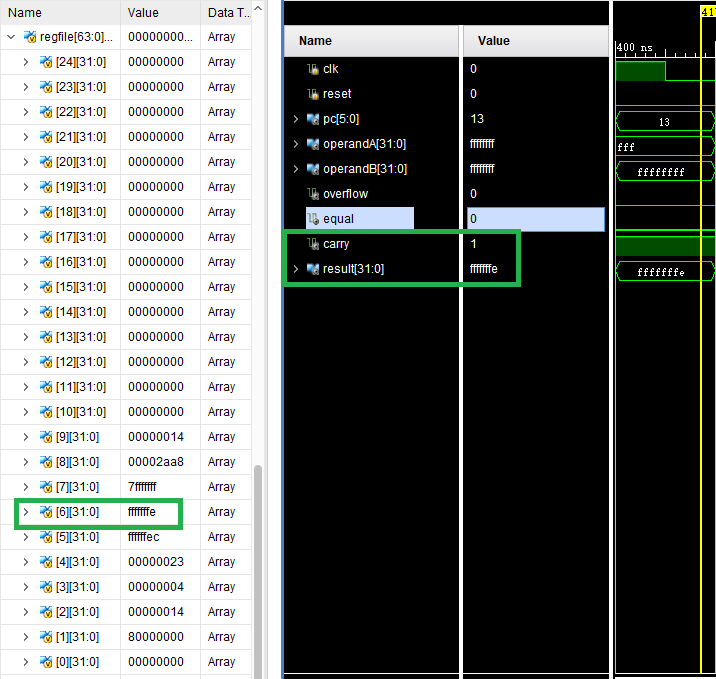 Name Value Data T...
regfile[63:0]... 00000000... Array
[24][31:0] 00000000 Array
[23][31:0] 00000000 Array
[22][31:0] 00000000 Array
[21][31:0] 00000000 Array
[20][31:0] 00000000 Array
[19][31:0] 00000000 Array
[18][31:0] 00000000 Array
[17][31:0] 00000000 Array
[16][31:0] 00000000 Array
[15][31:0] 00000000 Array
[14][31:0] 00000000 Array
[13][31:0] 00000000 Array
[12][31:0] 00000000 Array
[11][31:0] 00000000 Array
[10][31:0] 00000000 Array
[9][31:0] 00000014 Array
[8][31:0] 00002aa8 Array
[7][31:0] 7fffffff Array
[6][31:0] fffffffe Array
[5][31:0] ffffffec Array
[4][31:0] 00000023 Array
[3][31:0] 00000004 Array
[2][31:0] 00000014 Array
[1][31:0] 80000000 Array
[0][31:0] 00000000 Array
Name Value
clk 0
reset 0
pc[5:0] 13
operandA[31:0] ffffffff
operandB[31:0] ffffffff
overflow 0
equal 0
carry 1
result[31:0] fffffffe
417
400 ns
13
fff
ffffffff
fffffffe